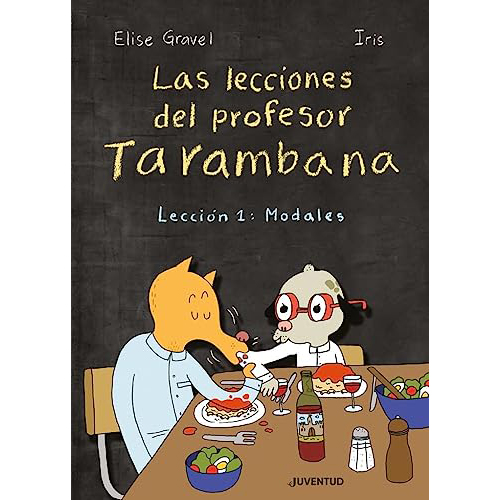 Elise Gravel
Iris
Las lecciones
del profesor
Tarambana
Lección 1: Modales
JUVENTUD